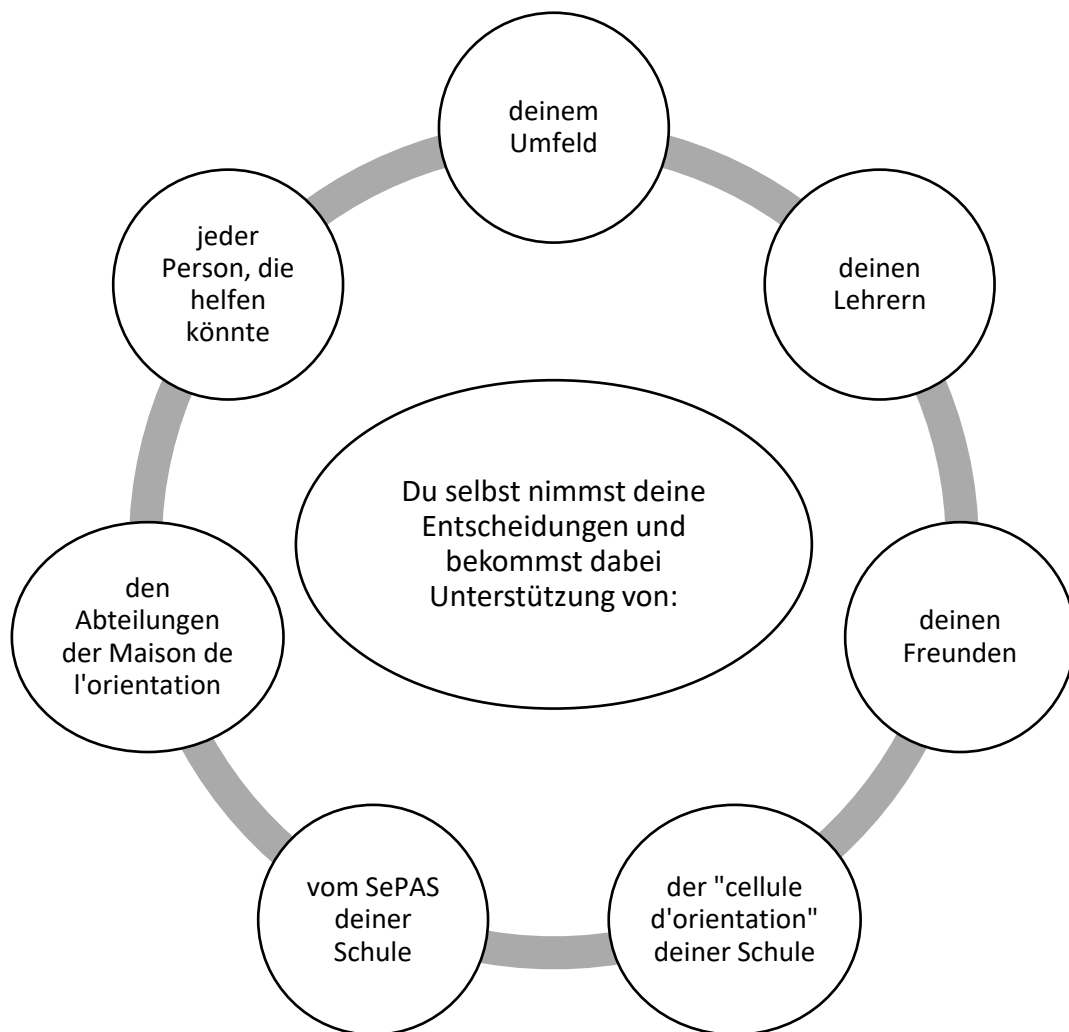 deinem
Umfeld
jeder
Person, die
helfen
könnte
deinen
Lehrern
Du selbst nimmst deine
Entscheidungen und
bekommst dabei
Unterstützung von:
den
Abteilungen
der Maison de
l'orientation
deinen
Freunden
vom SePAS
deiner
Schule
der "cellule
d'orientation"
deiner Schule